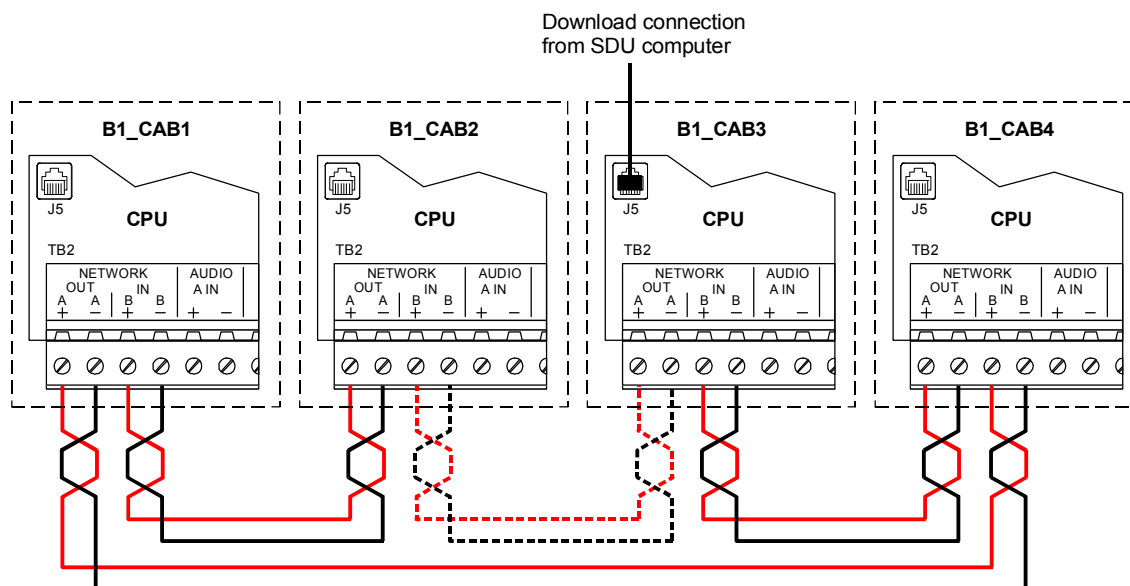 Download connection
from SDU computer
B1_CAB1
J5
CPU
TB2
NETWORK
AUDIO
OUT
IN
A IN
A
A
B
B
+
–
+
–
+
–
B1_CAB2
J5
CPU
TB2
NETWORK
AUDIO
OUT
IN
A IN
A
A
B
B
+
–
+
–
+
–
B1_CAB3
J5
CPU
TB2
NETWORK
AUDIO
OUT
IN
A IN
A
A
B
B
+
–
+
–
+
–
B1_CAB4
J5
CPU
TB2
NETWORK
AUDIO
OUT
IN
A IN
A
A
B
B
+
–
+
–
+
–